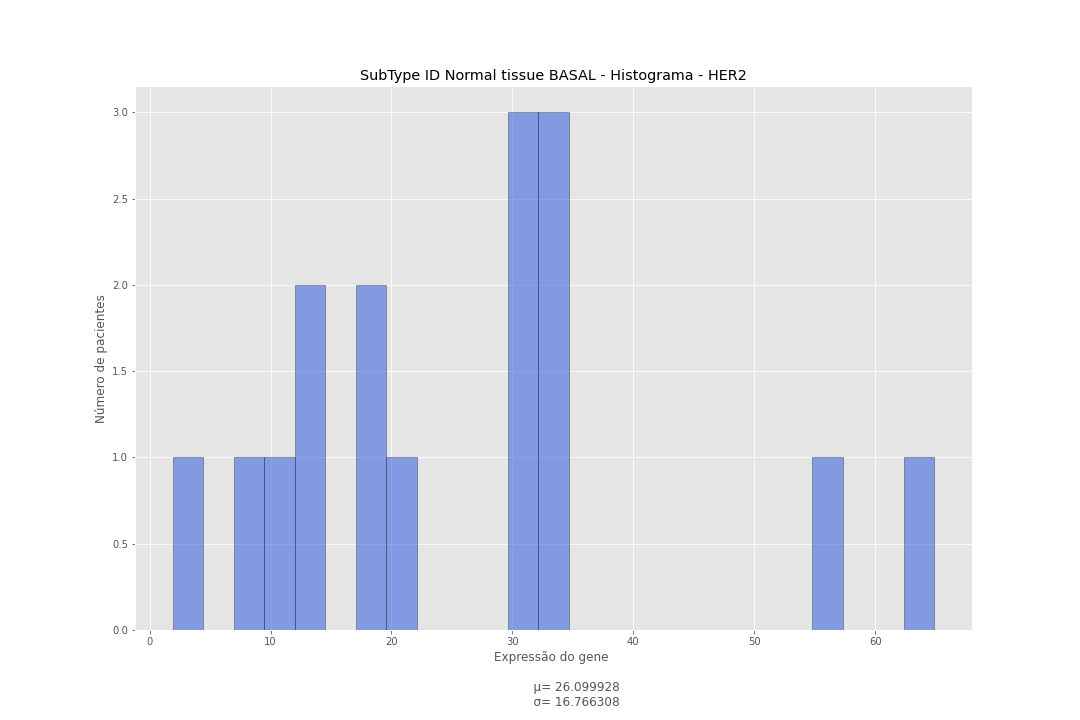 SubType ID Normal tissue BASAL - Histograma - HER2
3.0
2.5
2.0
1.5
1.0
0.5
0.0
Número de pacientes
0 10 20 30 40 50 60
Expressão do gene
μ= 26.099928
σ= 16.766308